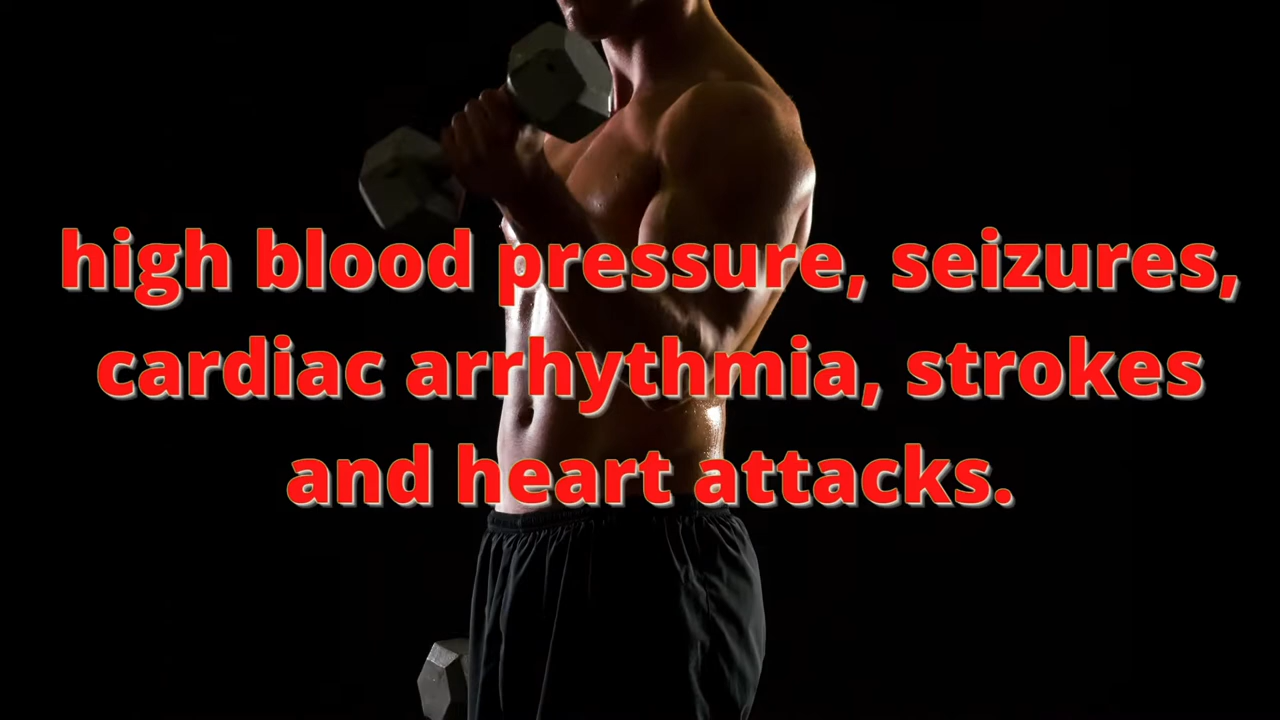 high blood pressure, seizures,
cardiac arrhythmia, strokes
and heart attacks.